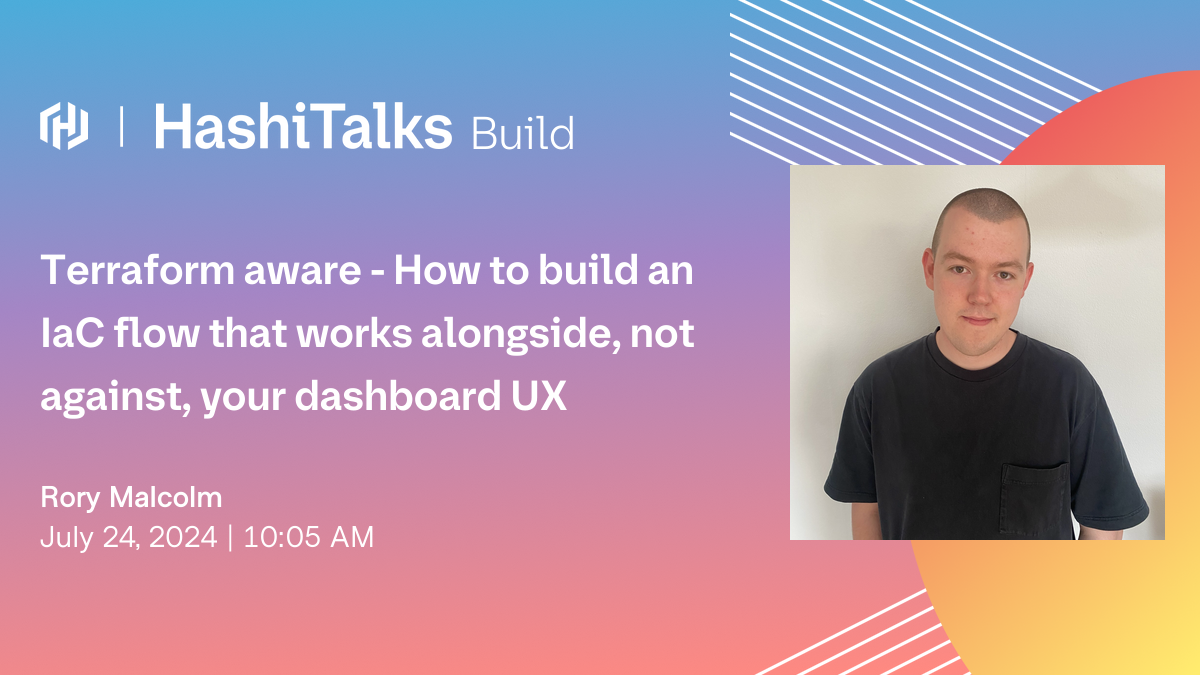 HashiTalks Build
Terraform aware - How to build an
IaC flow that works alongside, not
against, your dashboard UX
Rory Malcolm
July 24, 2024 | 10:05 AM